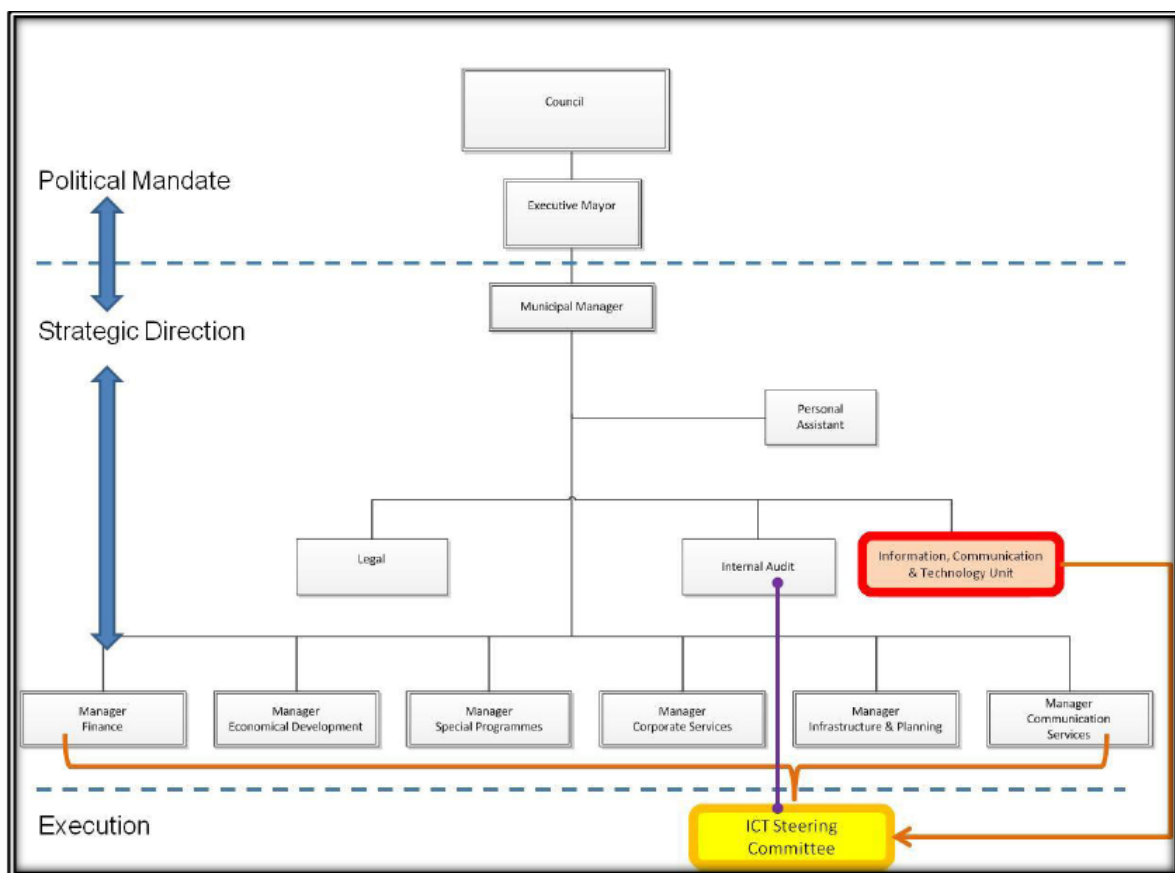 Council
Political Mandate
Executive Mayor
Municipal Manager
Strategic Direction
Personal
Assistant
Legal
Internal Audit
Information, Communication
& Technology Unit
Manager
Finance
Manager
Economical Development
Manager
Special Programmes
Manager
Corporate Services
Manager
Infrastructure & Planning
Manager
Communication
Services
Execution
ICT Steering
Committee